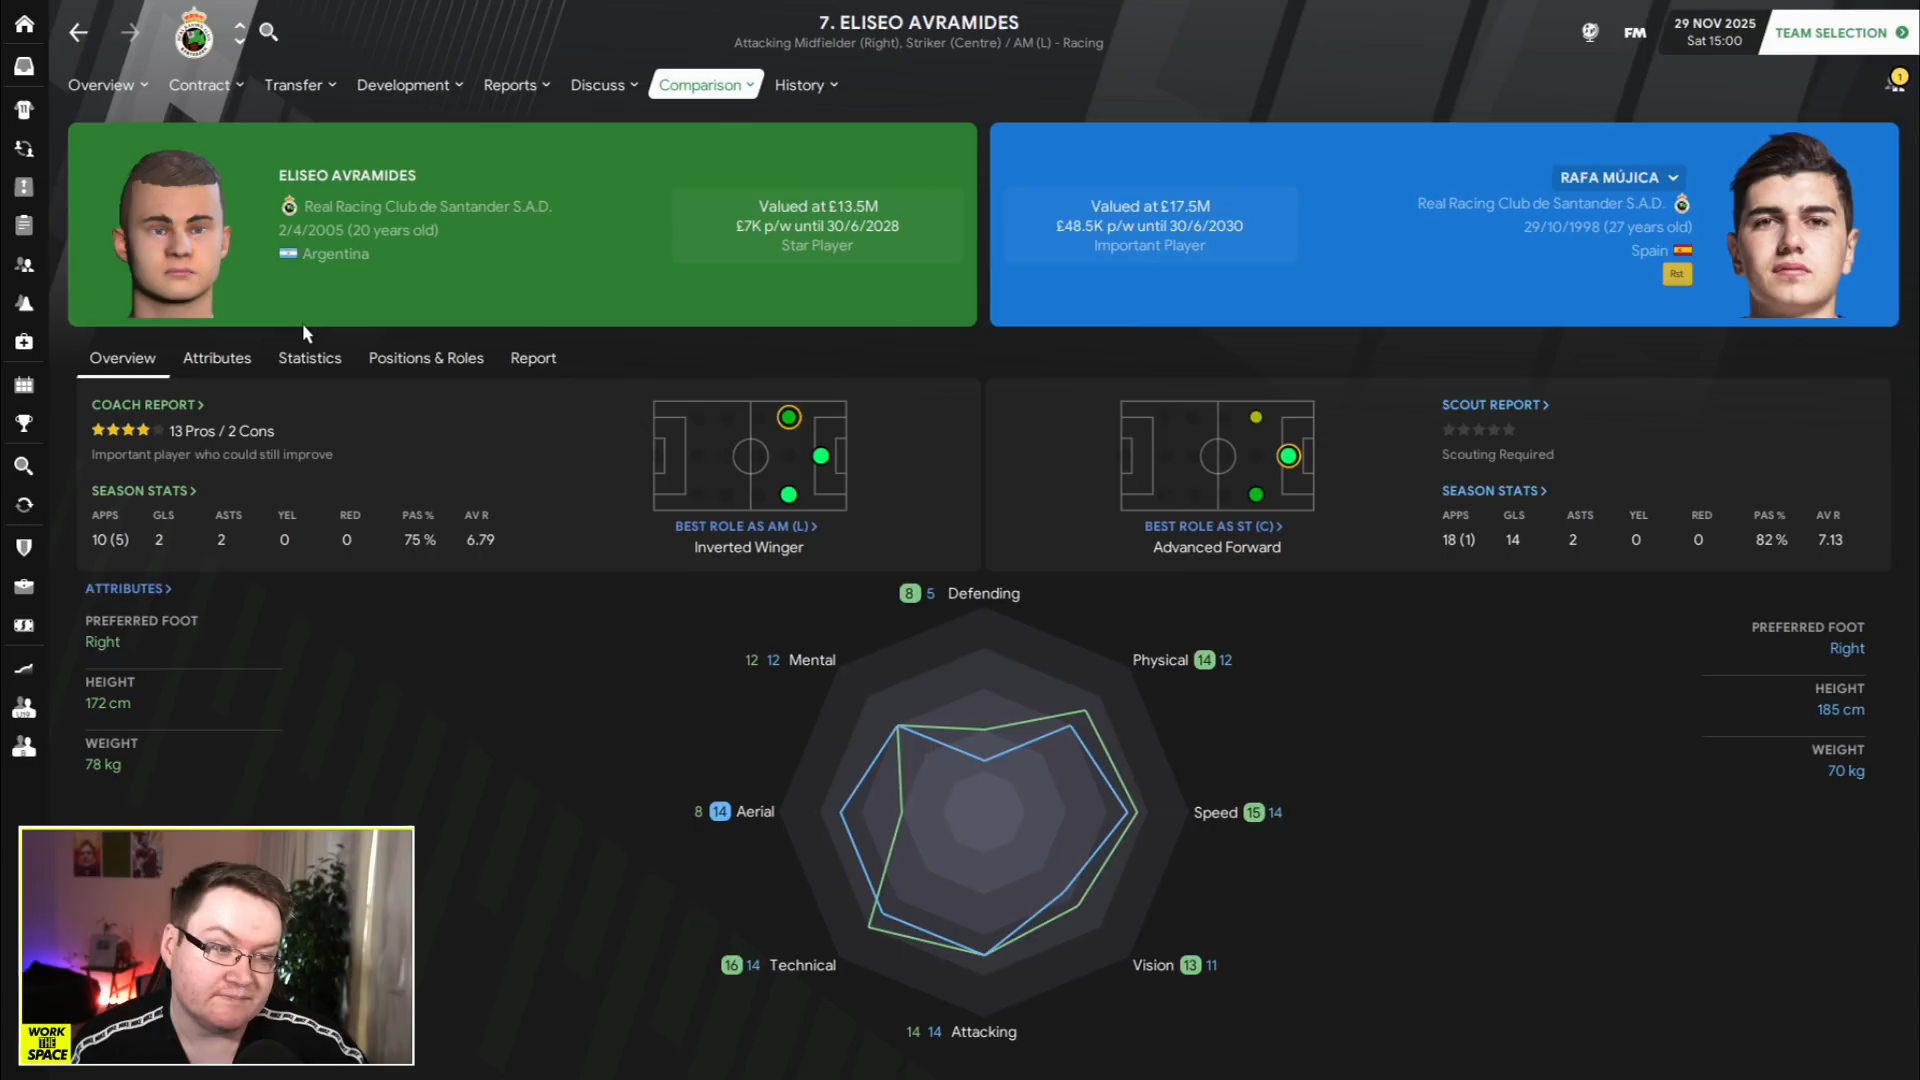 7. ELISEO AVRAMIDES
Attacking Midfielder (Right), Striker (Centre) / AM (L) - Racing
FM
29 NOV 2025
Sat 15:00
TEAM SELECTION
Overview
Contract
Transfer
Development
Reports
Discuss
Comparison
History
1
ELISEO AVRAMIDES
Real Racing Club de Santander S.A.D.
2/4/2005 (20 years old)
Argentina
Valued at £13.5M
£7K p/w until 30/6/2028
Star Player
Valued at £17.5M
£48.5K p/w until 30/6/2030
Important Player
RAFA MÚJICA
Real Racing Club de Santander S.A.D.
29/10/1998 (27 years old)
Spain
Rst
Overview
Attributes
Statistics
Positions & Roles
Report
COACH REPORT >
13 Pros / 2 Cons
Important player who could still improve
SEASON STATS >
APPS GLS ASTS YEL RED PAS % AV R
10 (5) 2 2 0 0 75 % 6.79
BEST ROLE AS AM (L) >
Inverted Winger
BEST ROLE AS ST (C) >
Advanced Forward
SCOUT REPORT >
Scouting Required
SEASON STATS >
APPS GLS ASTS YEL RED PAS % AV R
18 (1) 14 2 0 0 82 % 7.13
ATTRIBUTES >
PREFERRED FOOT
Right
HEIGHT
172 cm
WEIGHT
78 kg
8 5 Defending
12 12 Mental
Physical 14 12
8 14 Aerial
Speed 15 14
16 14 Technical
Vision 13 11
14 14 Attacking
PREFERRED FOOT
Right
HEIGHT
185 cm
WEIGHT
70 kg
WORK
THE
SPACE